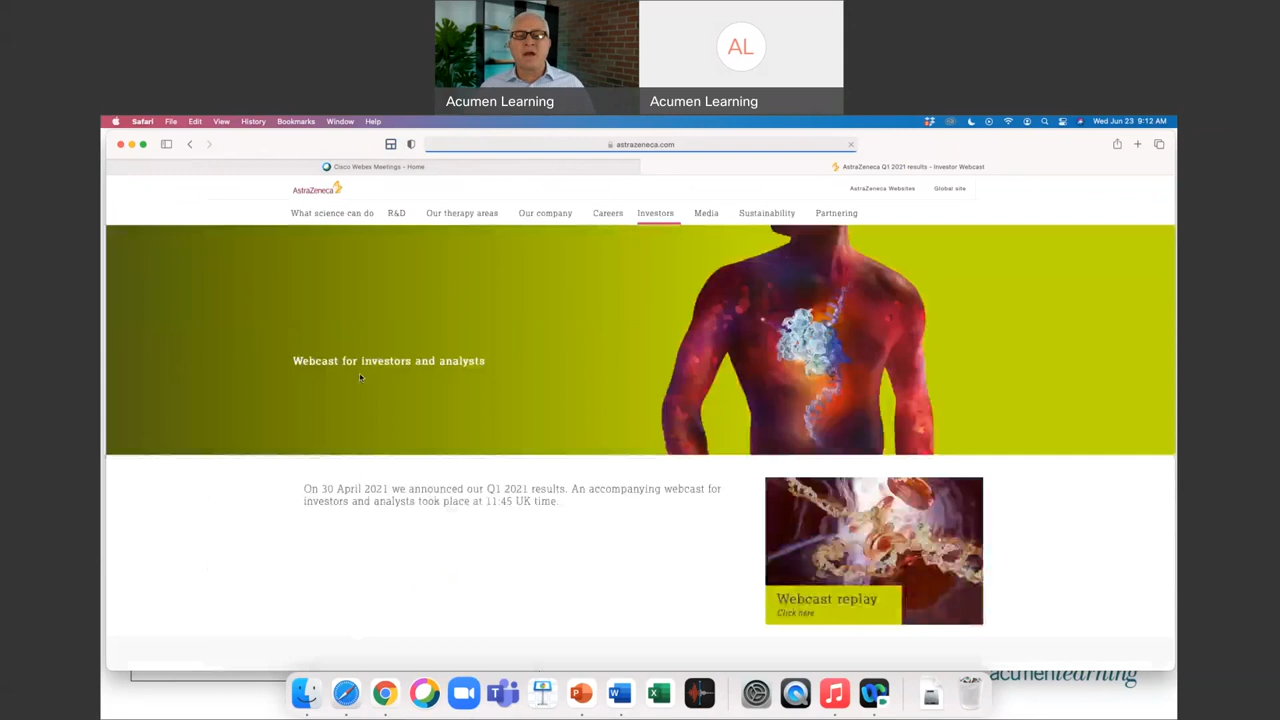 AL
Acumen Learning
Acumen Learning
Safari File Edit View History Bookmarks Window Help
Wed Jun 23 9:12 AM
astrazeneca.com
Cisco Webex Meetings - Home
AstraZeneca Q1 2021 results - Investor Webcast
AstraZeneca
AstraZeneca Websites Global site
What science can do R&D Our therapy areas Our company Careers Investors Media Sustainability Partnering
Webcast for investors and analysts
On 30 April 2021 we announced our Q1 2021 results. An accompanying webcast for
investors and analysts took place at 11:45 UK time.
Webcast replay
Click here
acumenlearning